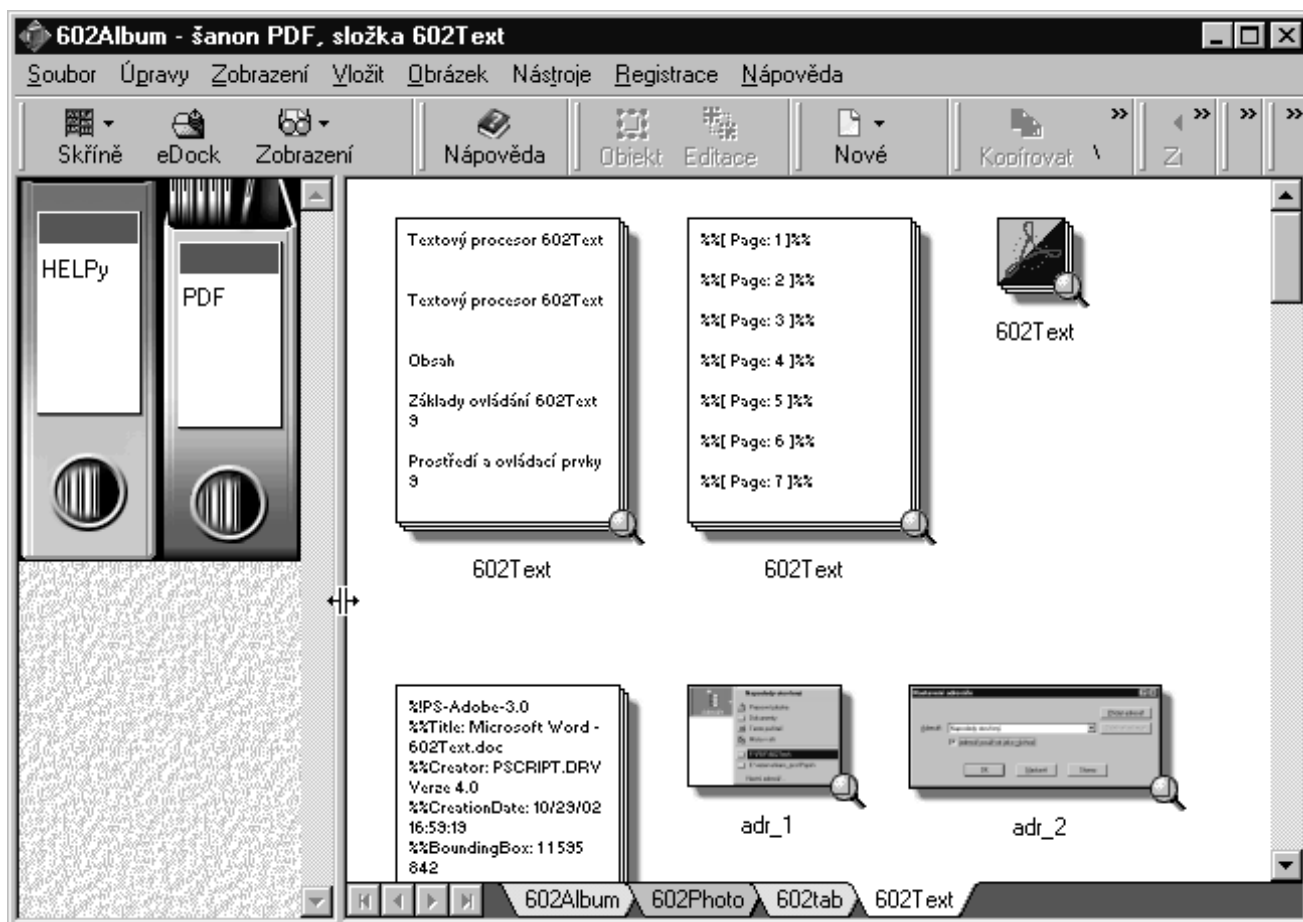 602Album - šanon PDF, složka 602Text
Soubor Úpravy Zobrazení Vložit Obrázek Nástroje Registrace Nápověda
Skříně eDock Zobrazení Nápověda Objekt Editace Nové Kopírovat
HELPy
PDF
Textový procesor 602Text
Textový procesor 602Text
Obsah
Základy ovládání 602Text
9
Prostředí a ovládací prvky
9
602Text
%%[ Page: 1 ]%%
%%[ Page: 2 ]%%
%%[ Page: 3 ]%%
%%[ Page: 4 ]%%
%%[ Page: 5 ]%%
%%[ Page: 6 ]%%
%%[ Page: 7 ]%%
602Text
602Text
%!PS-Adobe-3.0
%%Title: Microsoft Word -
602Text.doc
%%Creator: PSCRIPT.DRV
Verze 4.0
%%CreationDate: 10/29/02
16:59:19
%%BoundingBox: 11 5 595
842
adr_1
adr_2
602Album 602Photo 602tab 602Text